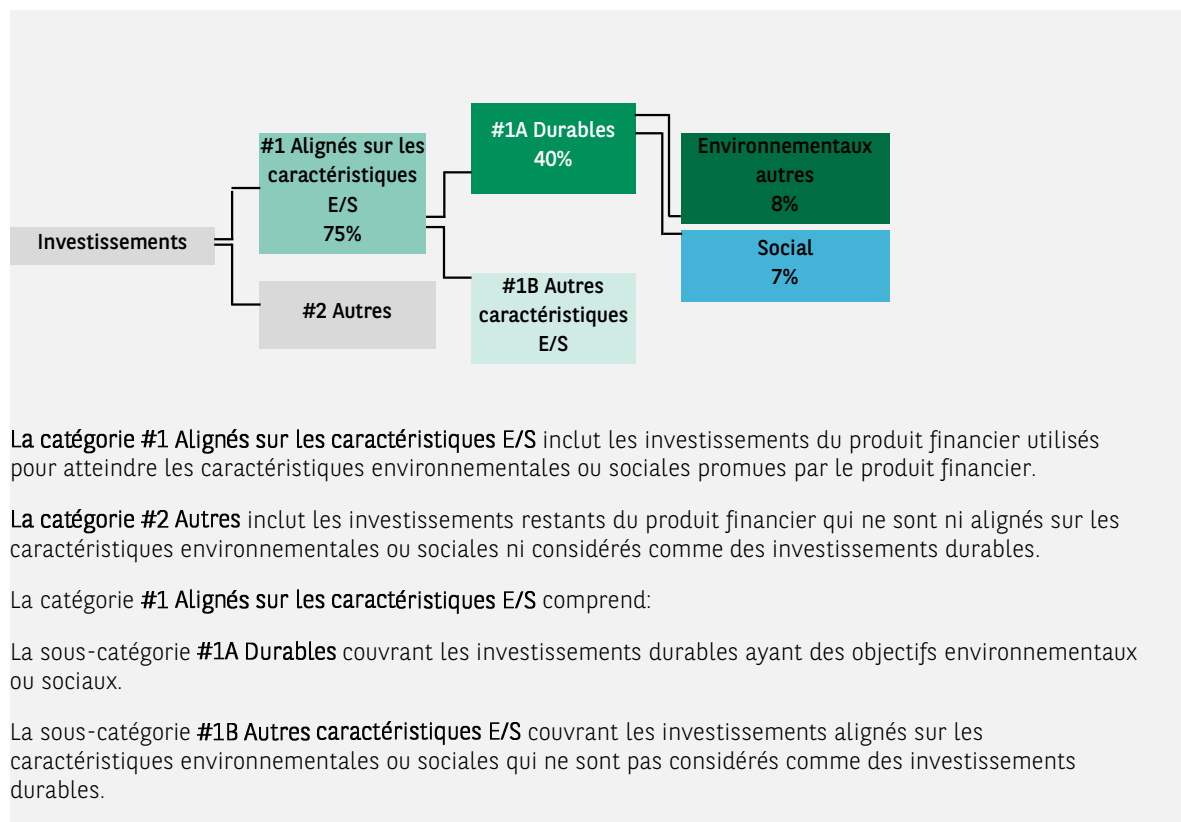 #1A Durables
40%
#1 Alignés sur les
caractéristiques
E/S
75%
Environnementaux
autres
8%
Investissements
Social
7%
#2 Autres
#1B Autres
caractéristiques
E/S
La catégorie #1 Alignés sur les caractéristiques E/S inclut les investissements du produit financier utilisés
pour atteindre les caractéristiques environnementales ou sociales promues par le produit financier.
La catégorie #2 Autres inclut les investissements restants du produit financier qui ne sont ni alignés sur les
caractéristiques environnementales ou sociales ni considérés comme des investissements durables.
La catégorie #1 Alignés sur les caractéristiques E/S comprend:
La sous-catégorie #1A Durables couvrant les investissements durables ayant des objectifs environnementaux
ou sociaux.
La sous-catégorie #1B Autres caractéristiques E/S couvrant les investissements alignés sur les
caractéristiques environnementales ou sociales qui ne sont pas considérés comme des investissements
durables.